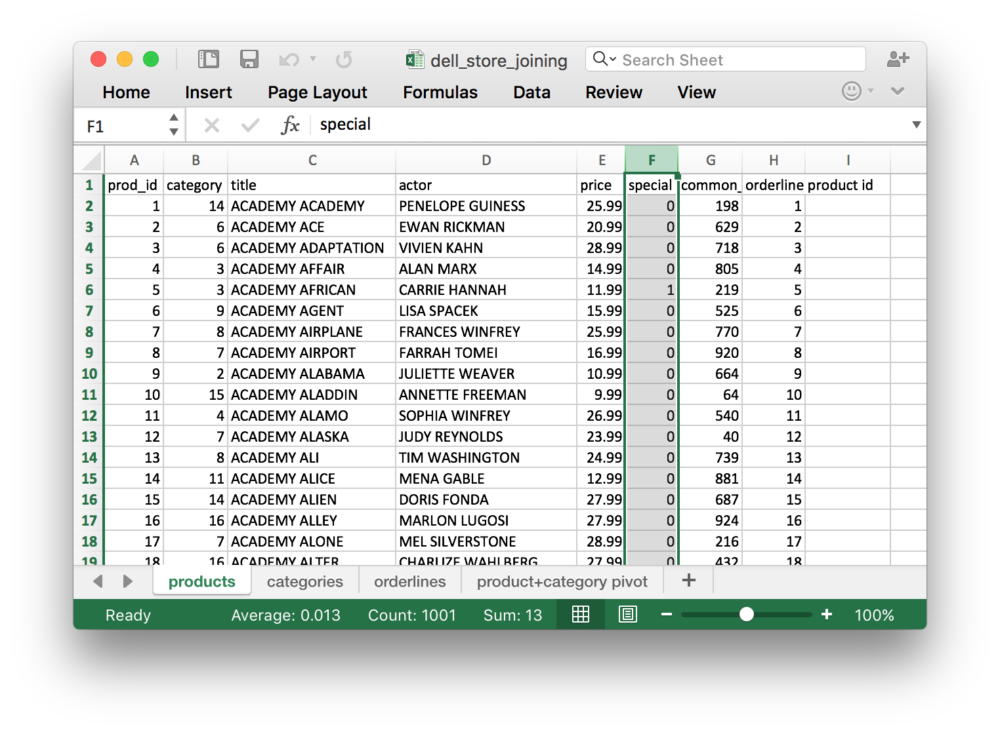 dell_store_joining Search Sheet
Home Insert Page Layout Formulas Data Review View
F1 fx special
A B C D E F G H I
1 prod_id category title actor price special common_ orderline product id
2 1 14 ACADEMY ACADEMY PENELOPE GUINESS 25.99 0 198 1
3 2 6 ACADEMY ACE EWAN RICKMAN 20.99 0 629 2
4 3 6 ACADEMY ADAPTATION VIVIEN KAHN 28.99 0 718 3
5 4 3 ACADEMY AFFAIR ALAN MARX 14.99 0 805 4
6 5 3 ACADEMY AFRICAN CARRIE HANNAH 11.99 1 219 5
7 6 9 ACADEMY AGENT LISA SPACEK 15.99 0 525 6
8 7 8 ACADEMY AIRPLANE FRANCES WINFREY 25.99 0 770 7
9 8 7 ACADEMY AIRPORT FARRAH TOMEI 16.99 0 920 8
10 9 2 ACADEMY ALABAMA JULIETTE WEAVER 10.99 0 664 9
11 10 15 ACADEMY ALADDIN ANNETTE FREEMAN 9.99 0 64 10
12 11 4 ACADEMY ALAMO SOPHIA WINFREY 26.99 0 540 11
13 12 7 ACADEMY ALASKA JUDY REYNOLDS 23.99 0 40 12
14 13 8 ACADEMY ALI TIM WASHINGTON 24.99 0 739 13
15 14 11 ACADEMY ALICE MENA GABLE 12.99 0 881 14
16 15 14 ACADEMY ALIEN DORIS FONDA 27.99 0 687 15
17 16 16 ACADEMY ALLEY MARLON LUGOSI 27.99 0 924 16
18 17 7 ACADEMY ALONE MEL SILVERSTONE 28.99 0 216 17
19 18 16 ACADEMY ALTER CHARLIZE WAHLBERG 27.99 0 432 18
products categories orderlines product+category pivot +
Ready Average: 0.013 Count: 1001 Sum: 13 − + 100%